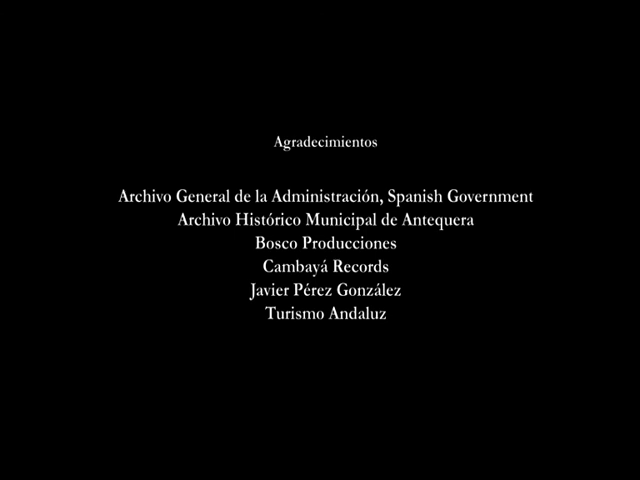 Agradecimientos
Archivo General de la Administración, Spanish Government
Archivo Histórico Municipal de Antequera
Bosco Producciones
Cambayá Records
Javier Pérez González
Turismo Andaluz